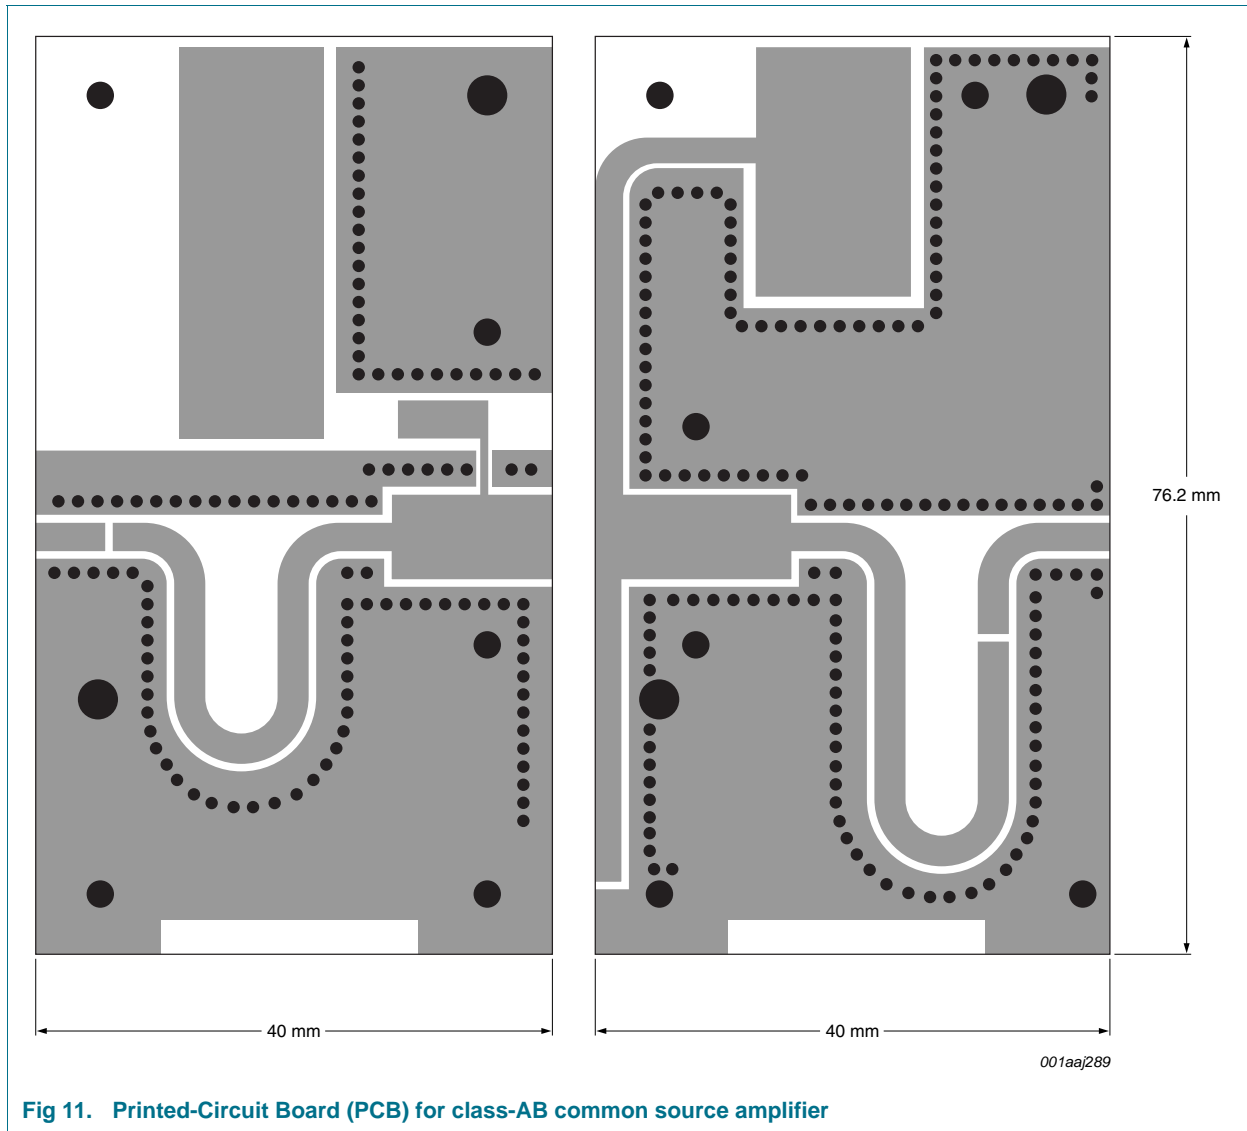 76.2 mm
40 mm
40 mm
001aaj289
Fig 11. Printed-Circuit Board (PCB) for class-AB common source amplifier